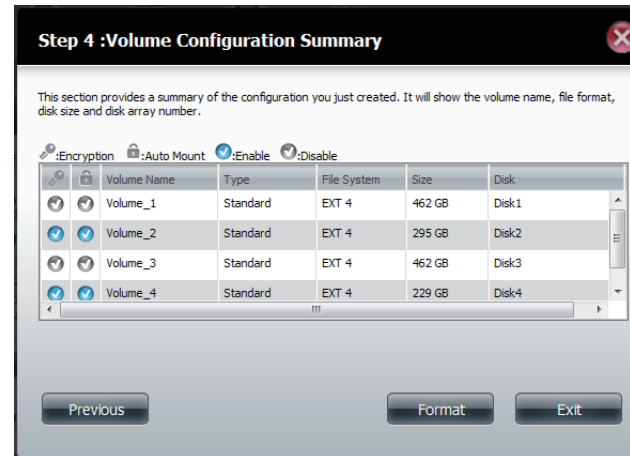 Step 4 :Volume Configuration Summary
This section provides a summary of the configuration you just created. It will show the volume name, file format,
disk size and disk array number.
:Encryption :Auto Mount :Enable :Disable
Volume Name Type File System Size Disk
Volume_1 Standard EXT 4 462 GB Disk1
Volume_2 Standard EXT 4 295 GB Disk2
Volume_3 Standard EXT 4 462 GB Disk3
Volume_4 Standard EXT 4 229 GB Disk4
Previous Format Exit